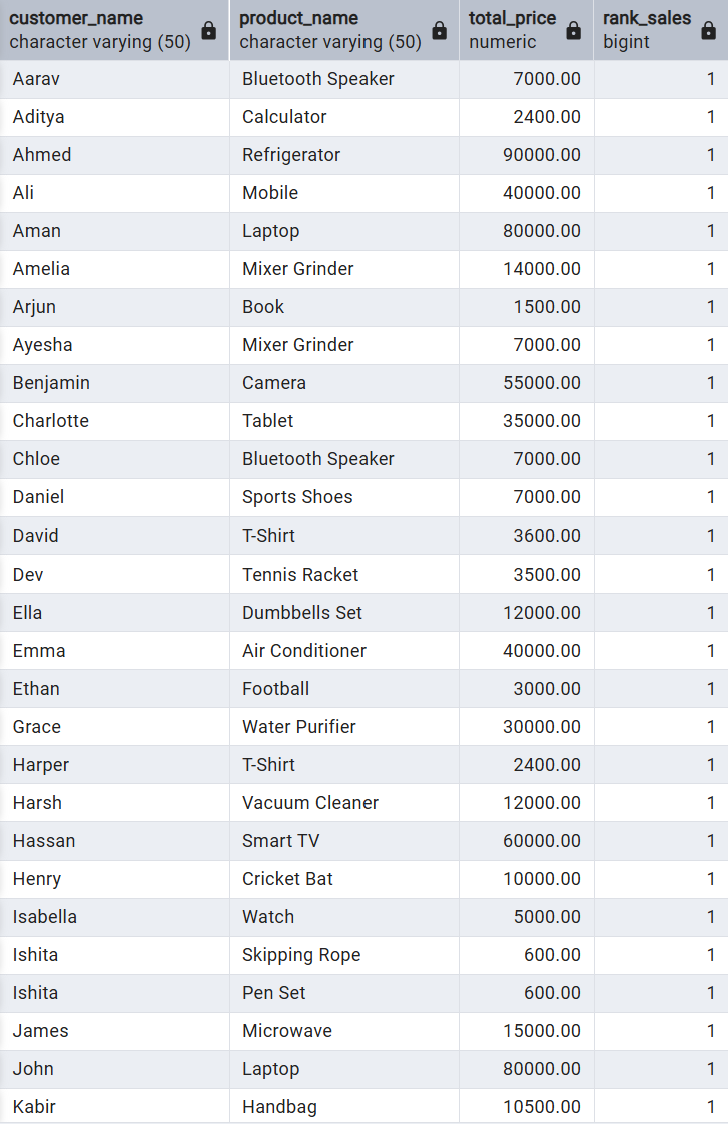 customer_name product_name total_price rank_sales
character varying (50) character varying (50) numeric bigint
Aarav Bluetooth Speaker 7000.00 1
Aditya Calculator 2400.00 1
Ahmed Refrigerator 90000.00 1
Ali Mobile 40000.00 1
Aman Laptop 80000.00 1
Amelia Mixer Grinder 14000.00 1
Arjun Book 1500.00 1
Ayesha Mixer Grinder 7000.00 1
Benjamin Camera 55000.00 1
Charlotte Tablet 35000.00 1
Chloe Bluetooth Speaker 7000.00 1
Daniel Sports Shoes 7000.00 1
David T-Shirt 3600.00 1
Dev Tennis Racket 3500.00 1
Ella Dumbbells Set 12000.00 1
Emma Air Conditioner 40000.00 1
Ethan Football 3000.00 1
Grace Water Purifier 30000.00 1
Harper T-Shirt 2400.00 1
Harsh Vacuum Cleaner 12000.00 1
Hassan Smart TV 60000.00 1
Henry Cricket Bat 10000.00 1
Isabella Watch 5000.00 1
Ishita Skipping Rope 600.00 1
Ishita Pen Set 600.00 1
James Microwave 15000.00 1
John Laptop 80000.00 1
Kabir Handbag 10500.00 1